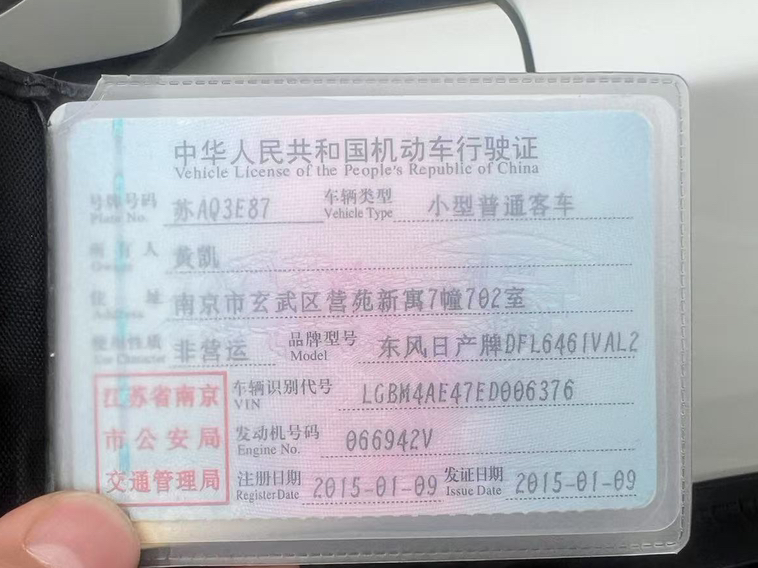 中华人民共和国机动车行驶证
Vehicle License of the People's Republic of China
号牌号码 苏AQ3E87 车辆类型 小型普通客车
Plate No. Vehicle Type
所有人 黄凯
Owner
住址 南京市玄武区营苑新寓7幢702室
Address
使用性质 非营运 品牌型号 东风日产牌DFL6461VAL2
Use Character Model
江苏省南京 车辆识别代号 LGBM4AE47ED006376
VIN
市公安局 发动机号码 066942V
Engine No.
交通管理局 注册日期 2015-01-09 发证日期 2015-01-09
Register Date Issue Date